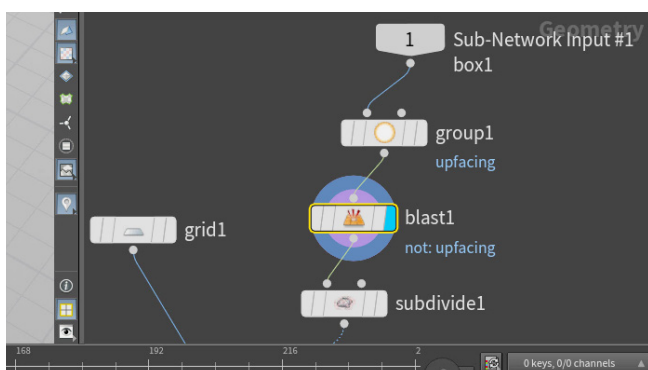 Geometry
1
Sub-Network Input #1
box1
group1
upfacing
blast1
not: upfacing
grid1
subdivide1
168
192
216
2
0 keys, 0/0 channels